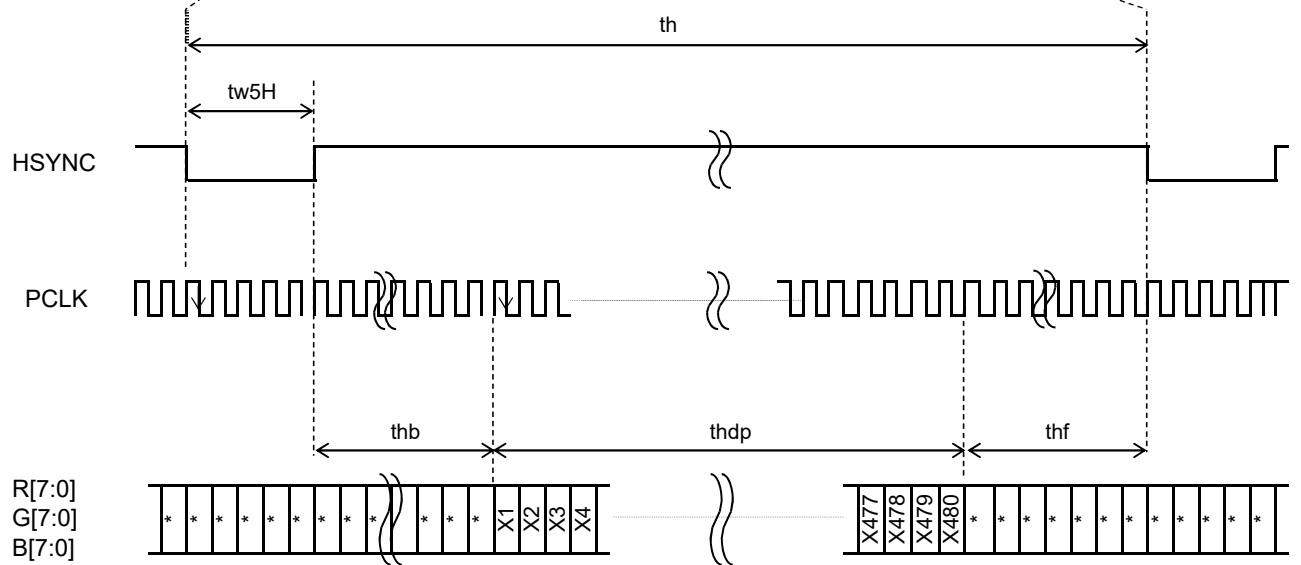 th
tw5H
HSYNC
PCLK
thb thdp thf
R[7:0]
G[7:0] * * * * * * * * * * * * X1 X2 X3 X4 X477 X478 X479 X480 * * * * * * * * * * * *
B[7:0]